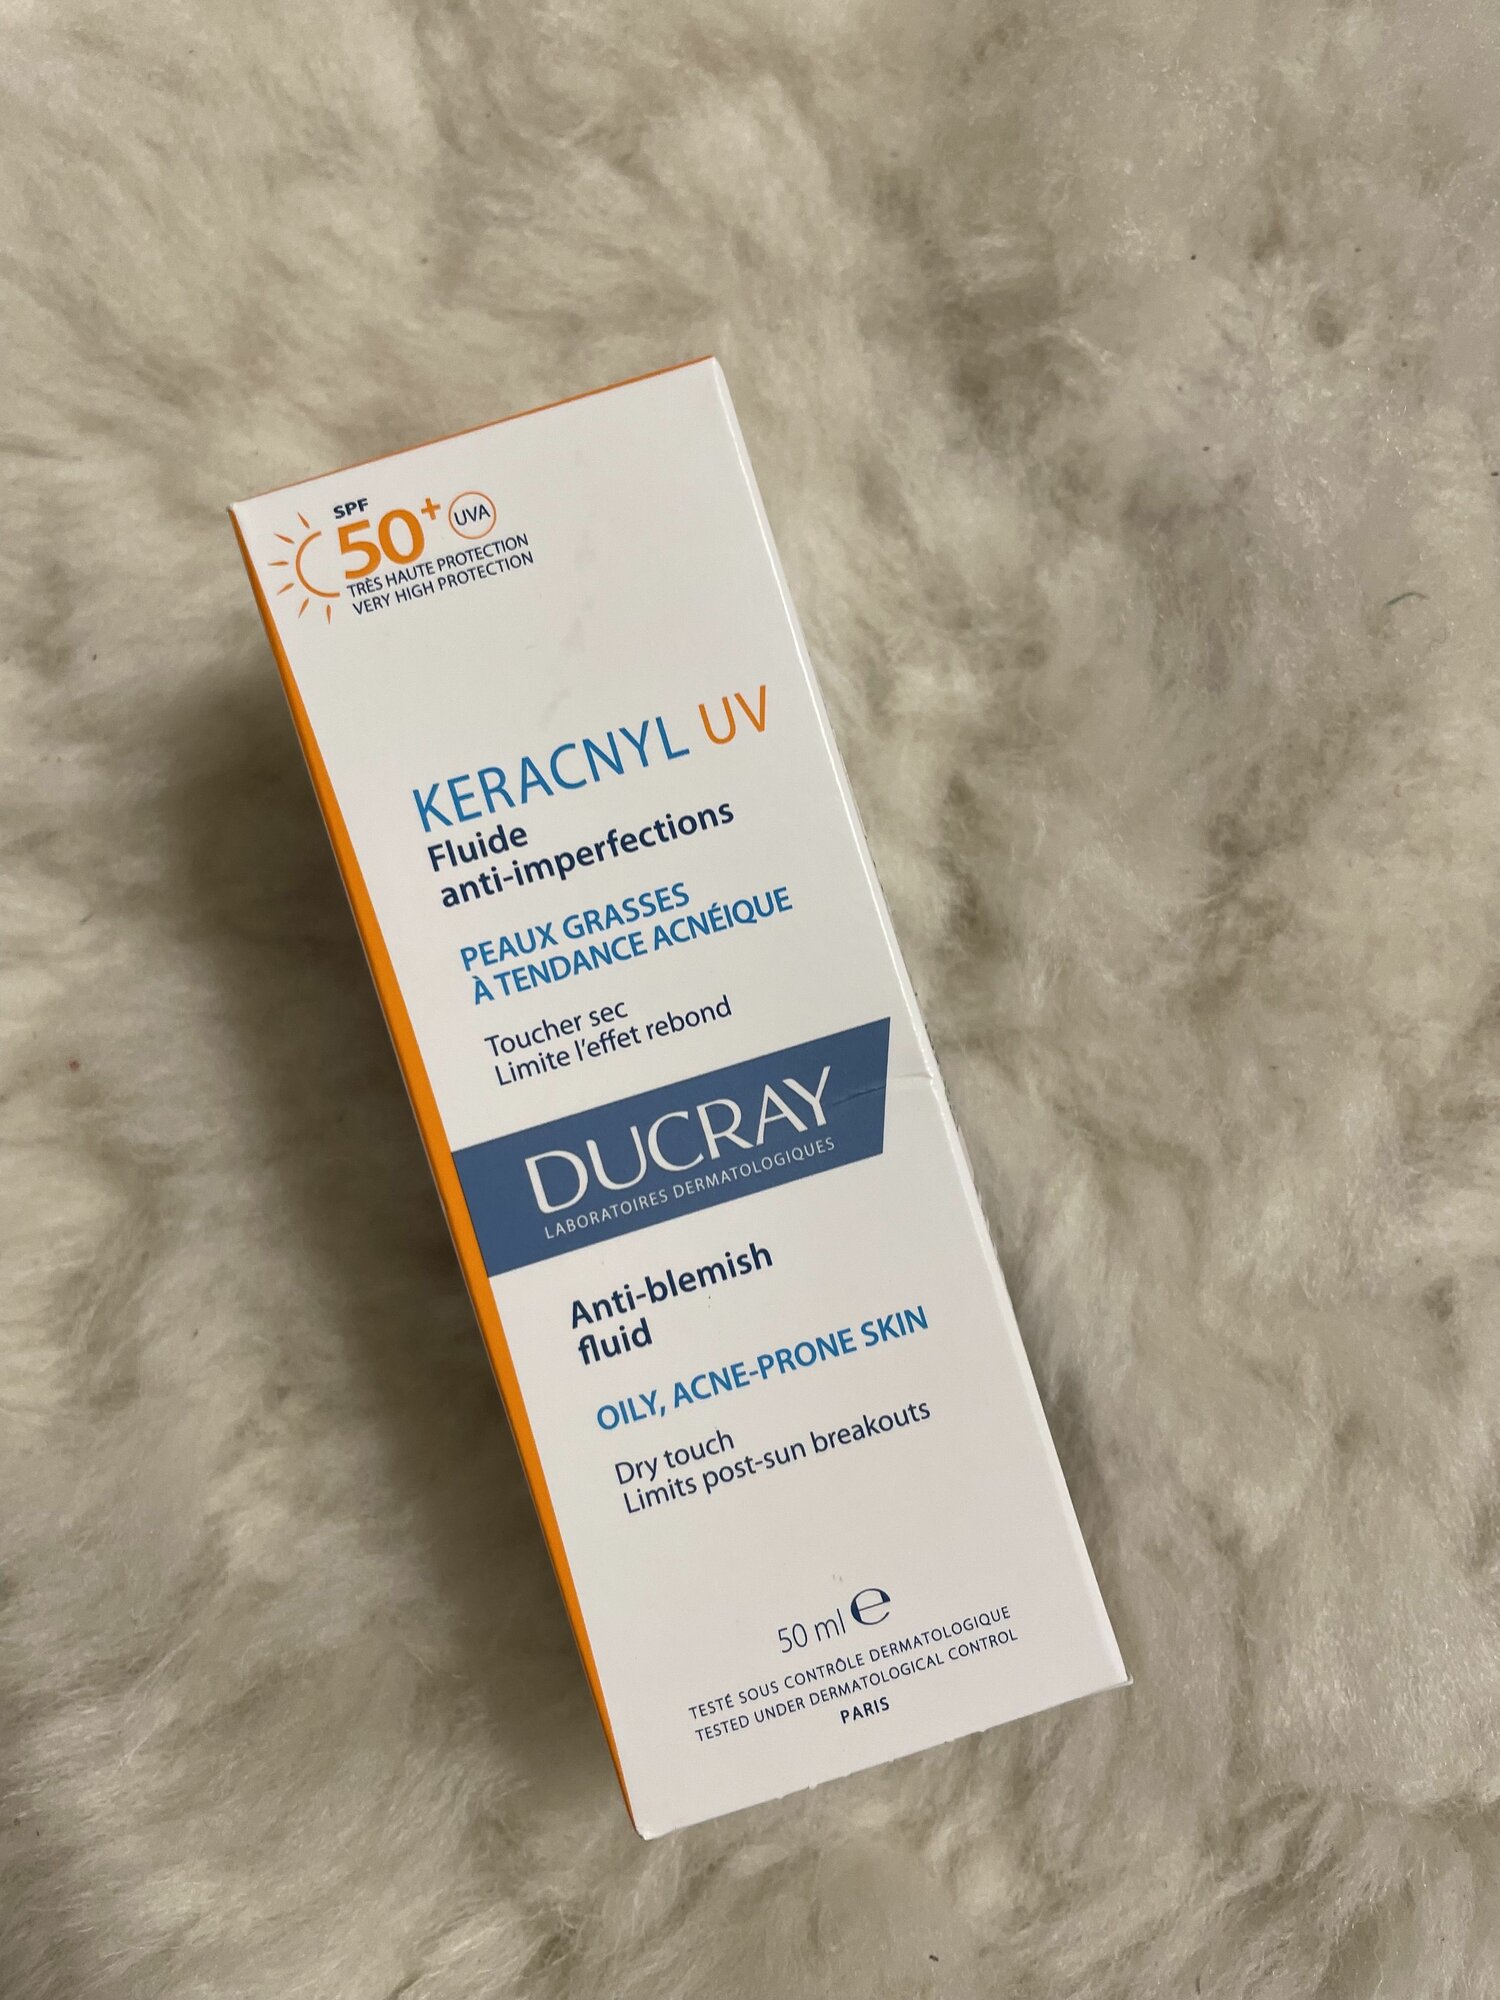 SPF
50+ UVA
TRÈS HAUTE PROTECTION
VERY HIGH PROTECTION
KERACNYL UV
Fluide
anti-imperfections
PEAUX GRASSES
À TENDANCE ACNÉIQUE
Toucher sec
Limite l'effet rebond
DUCRAY
LABORATOIRES DERMATOLOGIQUES
Anti-blemish
fluid
OILY, ACNE-PRONE SKIN
Dry touch
Limits post-sun breakouts
50 ml e
TESTÉ SOUS CONTRÔLE DERMATOLOGIQUE
TESTED UNDER DERMATOLOGICAL CONTROL
PARIS